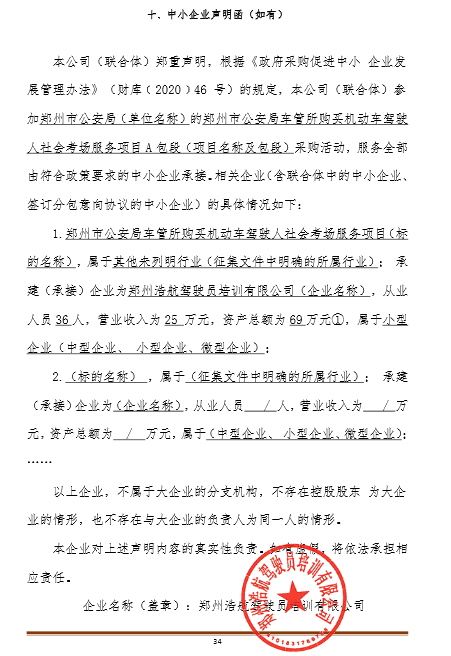 十、中小企业声明函（如有）
本公司（联合体）郑重声明，根据《政府采购促进中小 企业发
展管理办法》（财库﹝2020﹞46 号）的规定，本公司（联合体）参
加郑州市公安局（单位名称）的郑州市公安局车管所购买机动车驾驶
人社会考场服务项目A包段（项目名称及包段）采购活动，服务全部
由符合政策要求的中小企业承接。相关企业（含联合体中的中小企业、
签订分包意向协议的中小企业）的具体情况如下：
1.郑州市公安局车管所购买机动车驾驶人社会考场服务项目（标
的名称），属于其他未列明行业（征集文件中明确的所属行业）； 承
建（承接）企业为郑州浩航驾驶员培训有限公司（企业名称），从业
人员36人，营业收入为25 万元，资产总额为69万元①，属于小型
企业（中型企业、 小型企业、微型企业）；
2.（标的名称） ，属于（征集文件中明确的所属行业）； 承建
（承接）企业为（企业名称），从业人员 / 人，营业收入为 / 万
元，资产总额为 / 万元，属于（中型企业、 小型企业、微型企业）；
……
以上企业，不属于大企业的分支机构，不存在控股股东 为大企
业的情形，也不存在与大企业的负责人为同一人的情形。
本企业对上述声明内容的真实性负责。如有虚假，将依法承担相
应责任。
企业名称（盖章）：郑州浩航驾驶员培训有限公司
郑州浩航驾驶员培训有限公司
34